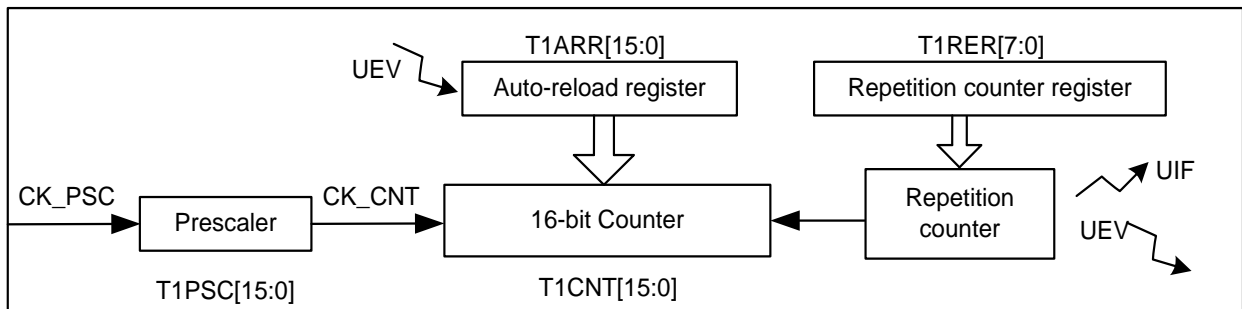 T1ARR[15:0]
T1RER[7:0]
UEV
Auto-reload register
Repetition counter register
CK_PSC
CK_CNT
Prescaler
16-bit Counter
Repetition
counter
UIF
UEV
T1PSC[15:0]
T1CNT[15:0]